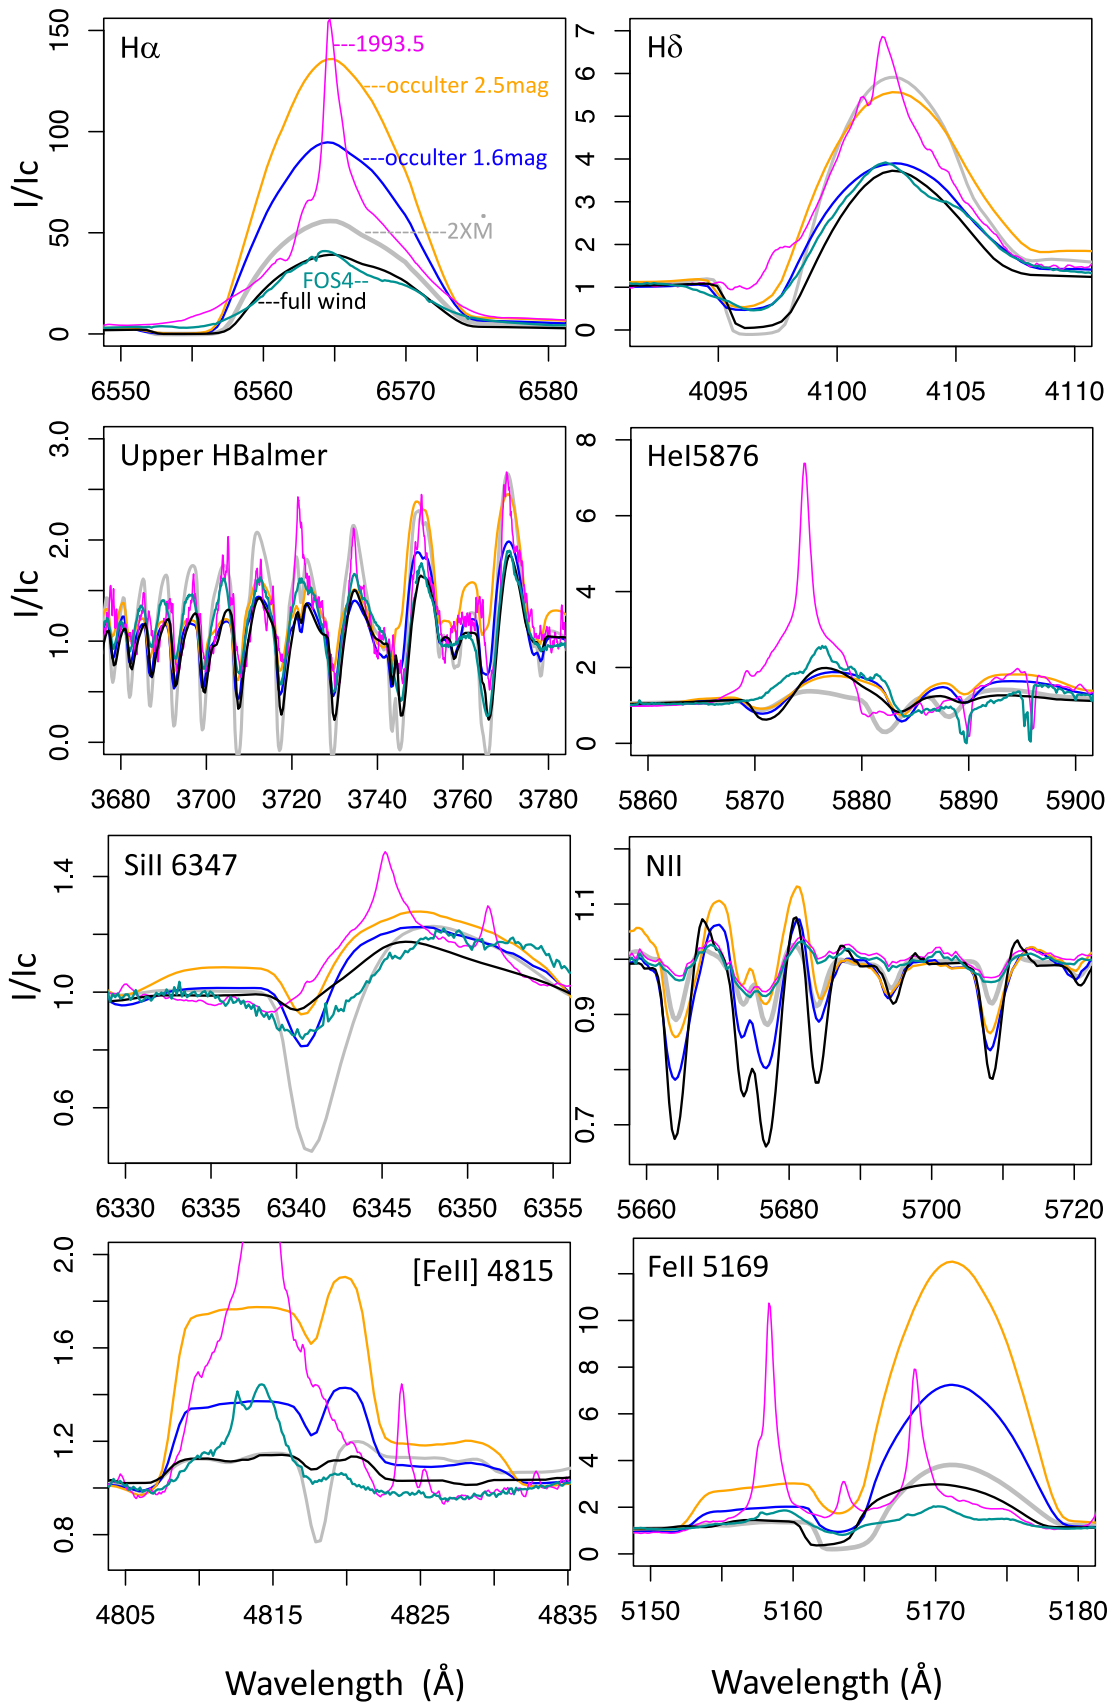 Hα
---1993.5
---occulter 2.5mag
---occulter 1.6mag
---------2XṀ
FOS4--
---full wind
I/Ic
0 50 100 150
6550 6560 6570 6580
Hδ
0 1 2 3 4 5 6 7
4095 4100 4105 4110
Upper HBalmer
I/Ic
0.0 1.0 2.0 3.0
3680 3700 3720 3740 3760 3780
HeI5876
0 2 4 6 8
5860 5870 5880 5890 5900
SiII 6347
I/Ic
0.6 1.0 1.4
6330 6335 6340 6345 6350 6355
NII
0.7 0.9 1.1
5660 5680 5700 5720
[FeII] 4815
0.8 1.2 1.6 2.0
4805 4815 4825 4835
FeII 5169
0 2 4 6 8 10
5150 5160 5170 5180
Wavelength (Å)
Wavelength (Å)